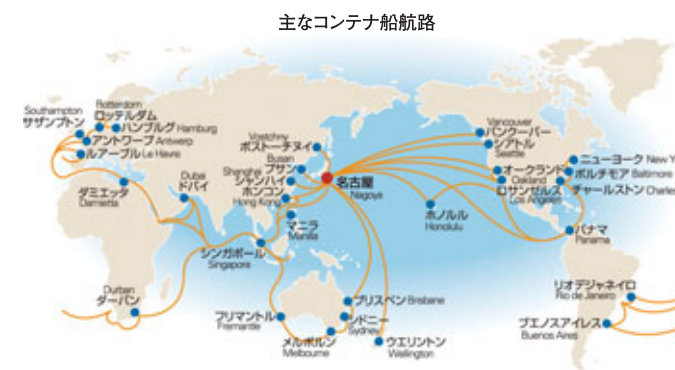 主なコンテナ船航路
Southampton
サザンプトン
Rotterdom
ロッテルダム
ハンブルグ Hamburg
アントワープ Antwerp
ルアーブル Le Havre
ダミエッタ
Damietta
Dubai
ドバイ
Durban
ダーバン
Vostchny
ボストーチヌイ
Busan
プサン
Shanghai
シャンハイ
ホンコン
Hong Kong
名古屋
Nagoya
マニラ
Manila
シンガポール
Singapore
フリマントル
Fremantle
メルボルン
Melbourne
ブリスベン Brisbane
シドニー
Sydney
ウエリントン
Wellington
ホノルル
Honolulu
Vancouver
バンクーバー
シアトル
Seattle
オークランド
Oakland
ロサンゼルス
Los Angeles
ニューヨーク New Y
ボルチモア Baltimore
チャールストン Charles
パナマ
Panama
リオデジャネイロ
Rio de Janeiro
ブエノスアイレス
Buenos Aires